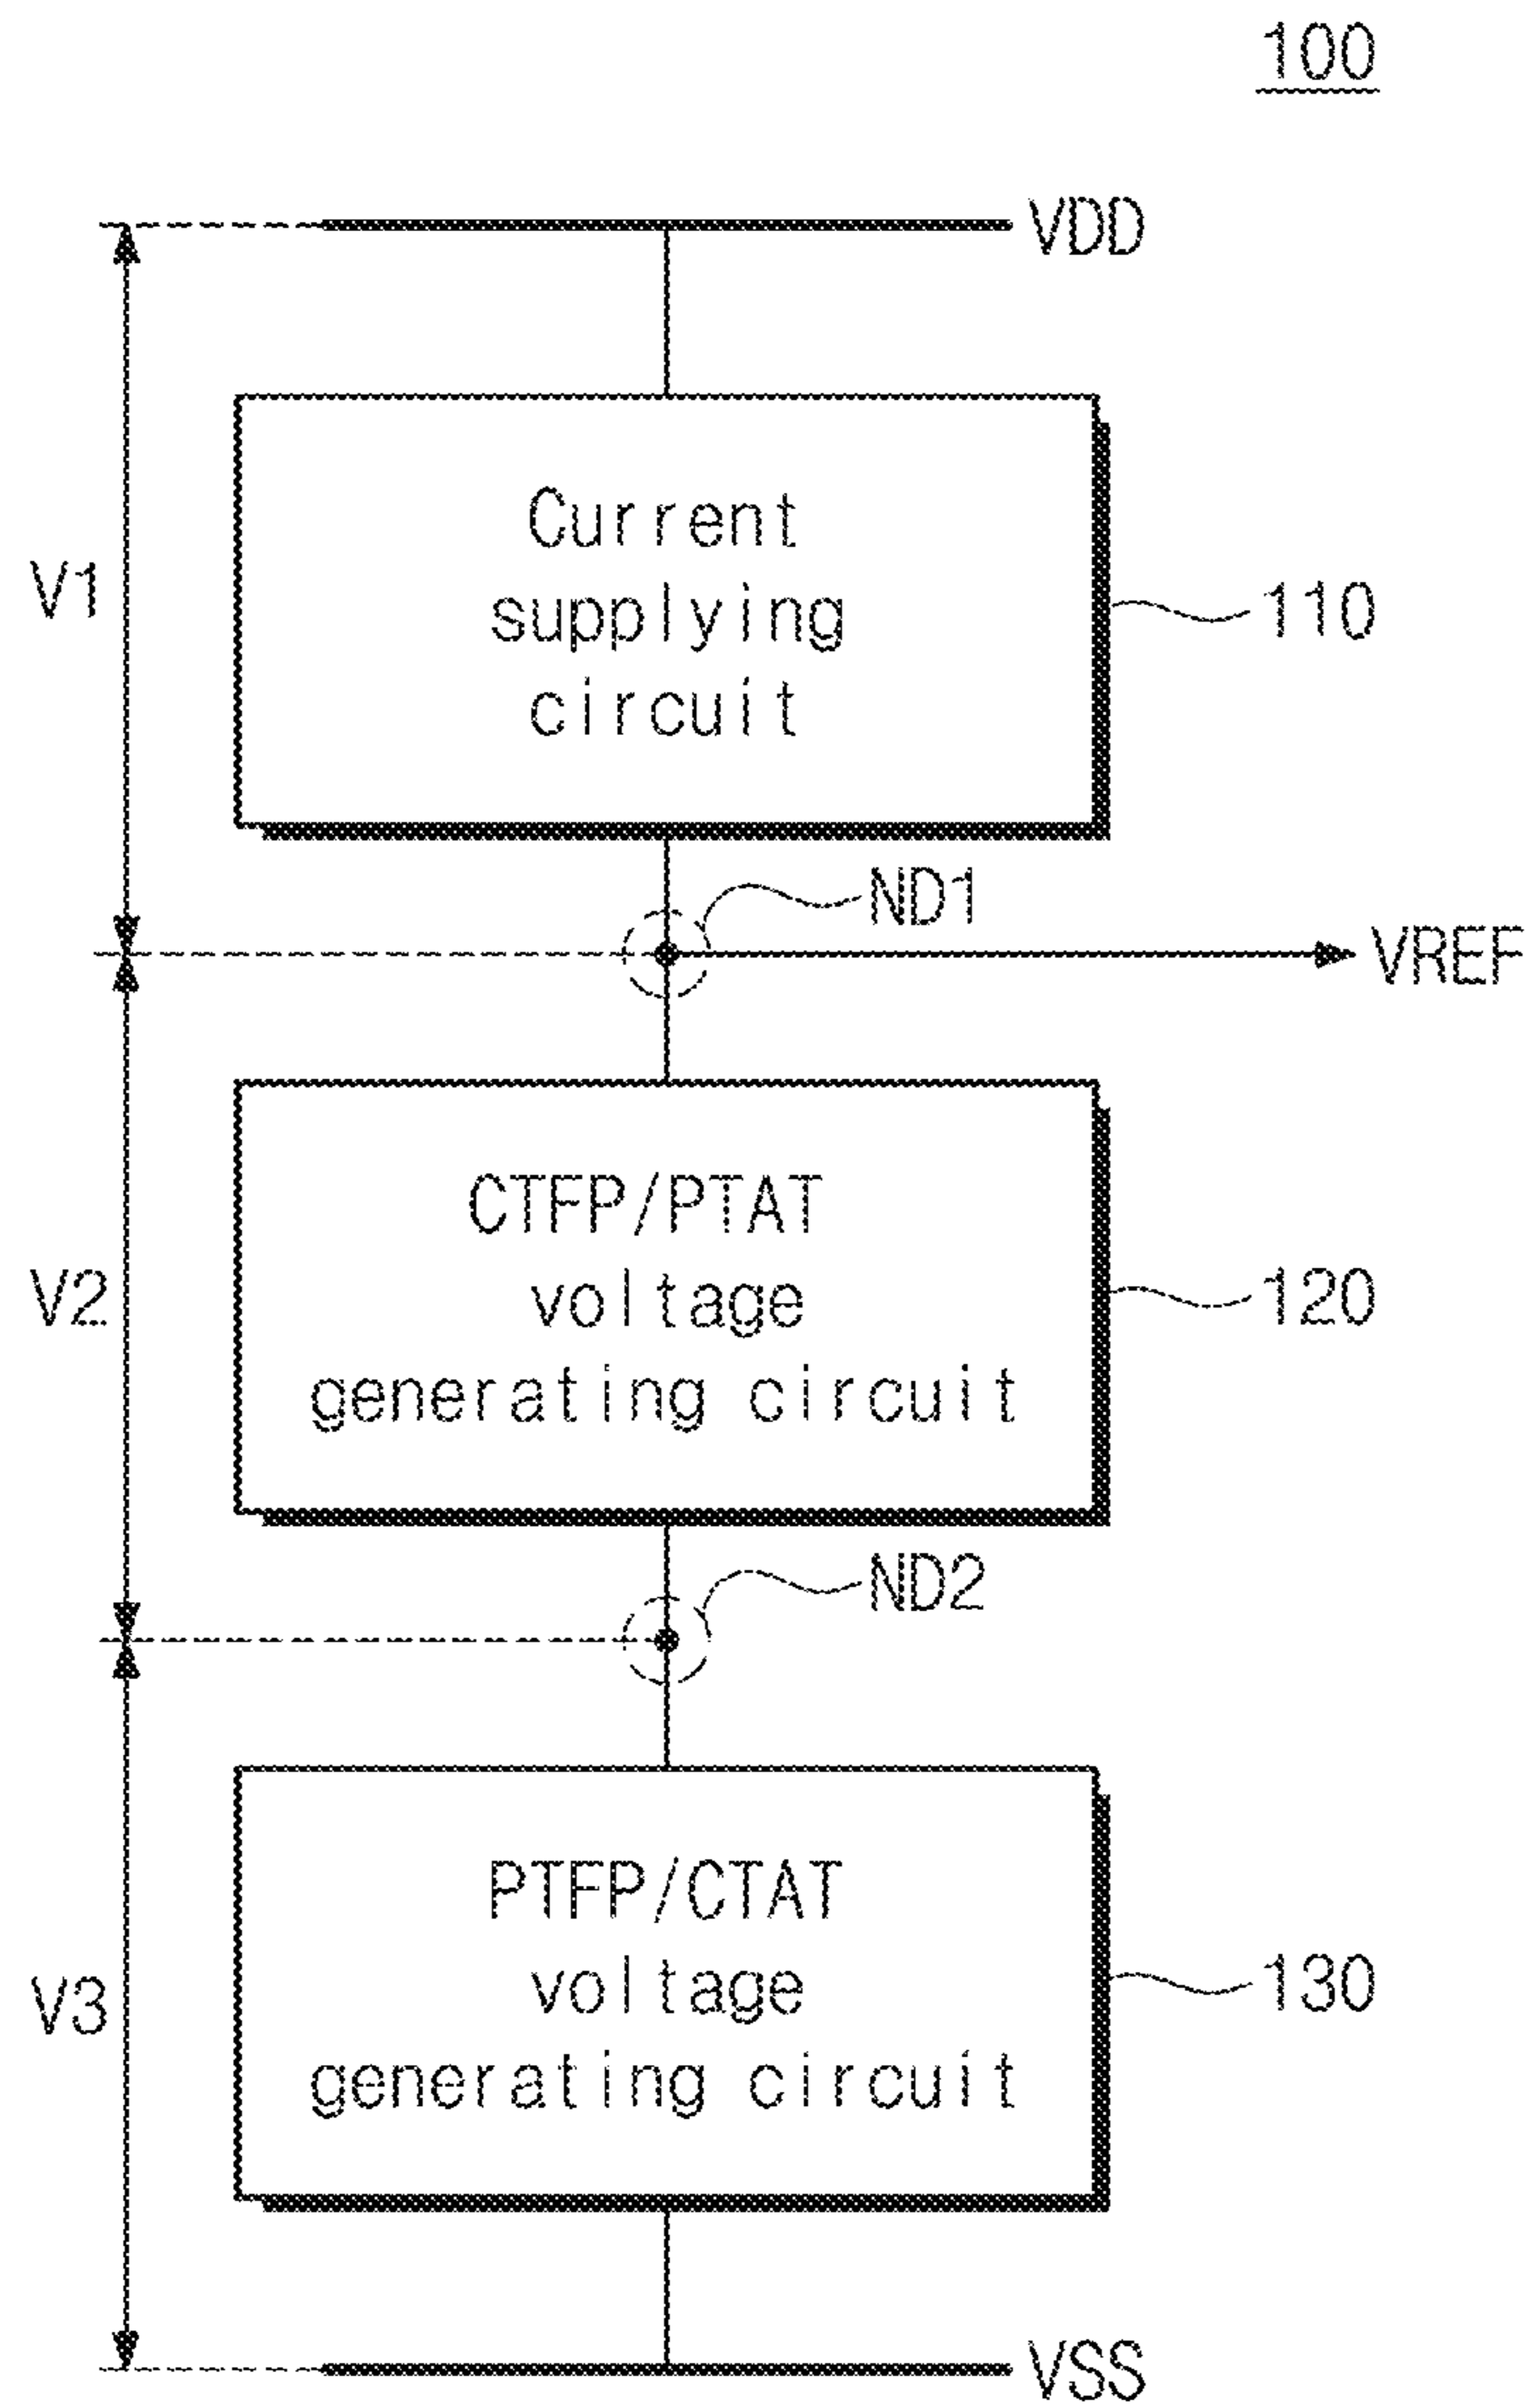 100
VDD
Current
supplying
circuit
V1
110
ND1
VREF
CTFP/PTAT
voltage
generating circuit
V2
120
ND2
PTFP/CTAT
voltage
generating circuit
V3
130
VSS